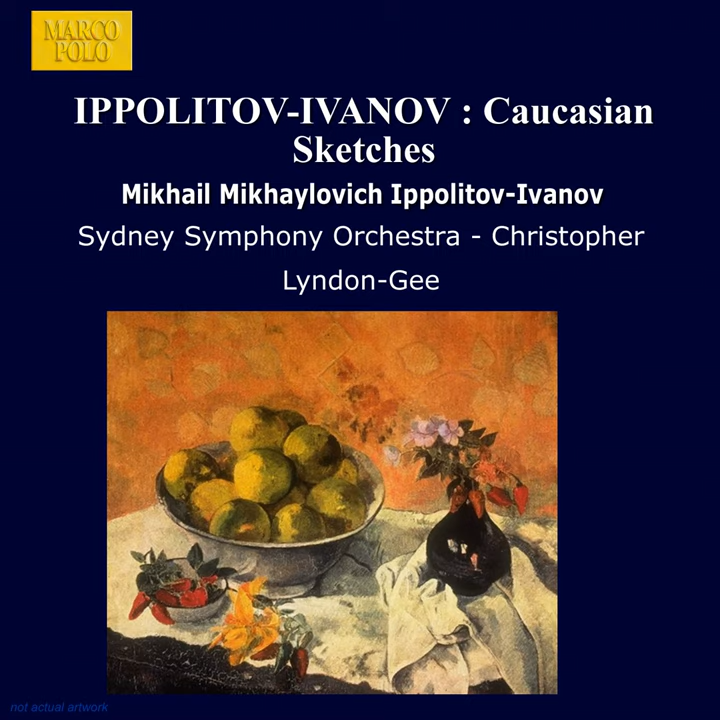 MARCO
POLO
IPPOLITOV-IVANOV : Caucasian
Sketches
Mikhail Mikhaylovich Ippolitov-Ivanov
Sydney Symphony Orchestra - Christopher
Lyndon-Gee
not actual artwork